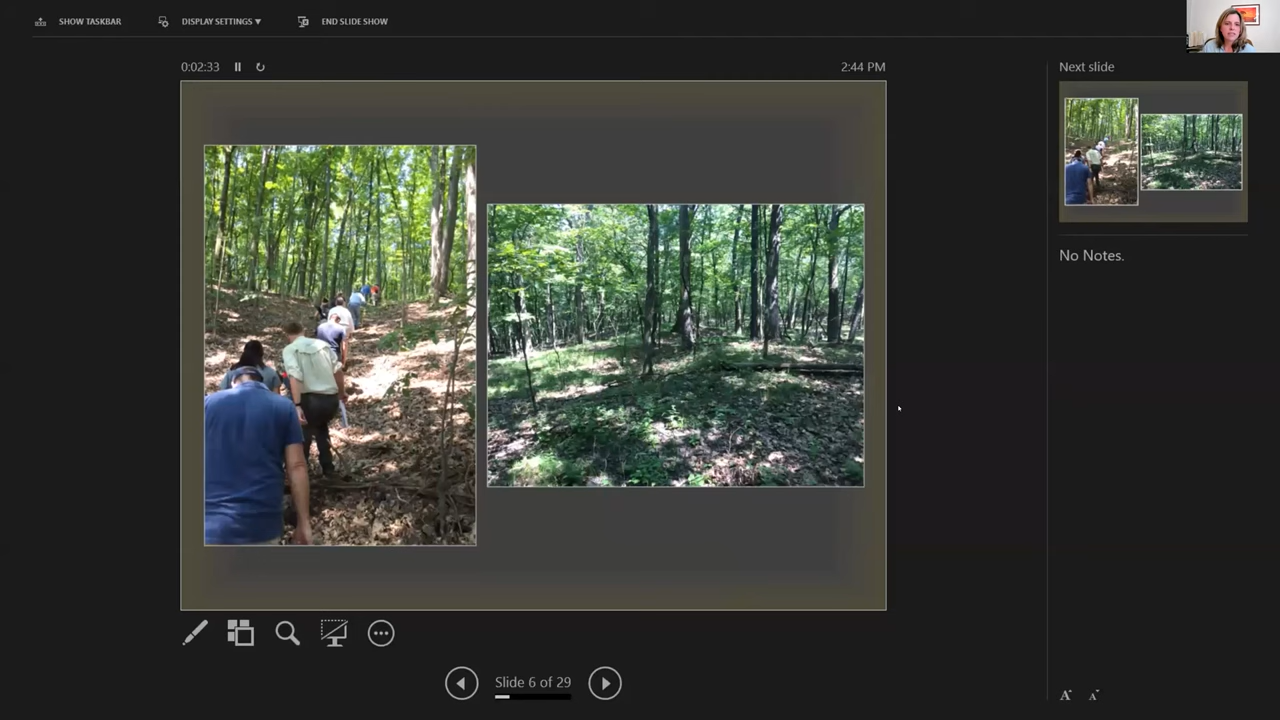 SHOW TASKBAR
DISPLAY SETTINGS ▼
END SLIDE SHOW
0:02:33
2:44 PM
Next slide
No Notes.
Slide 6 of 29
A
A